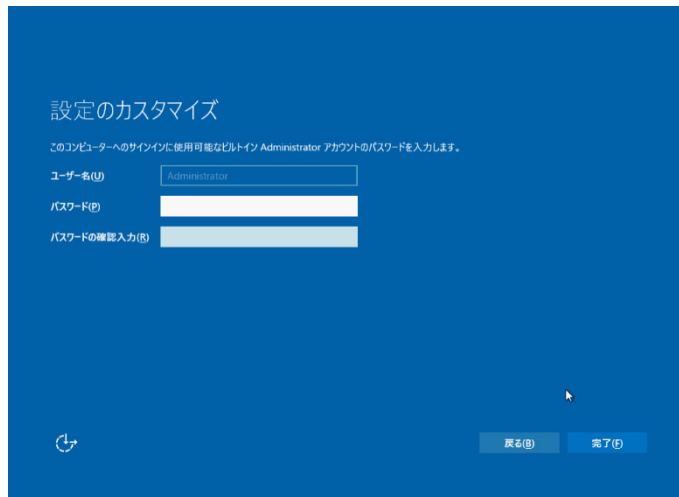 設定のカスタマイズ
このコンピューターへのサインインに使用可能なビルトイン Administrator アカウントのパスワードを入力します。
ユーザー名(U) Administrator
パスワード(P)
パスワードの確認入力(R)
戻る(B) 完了(F)